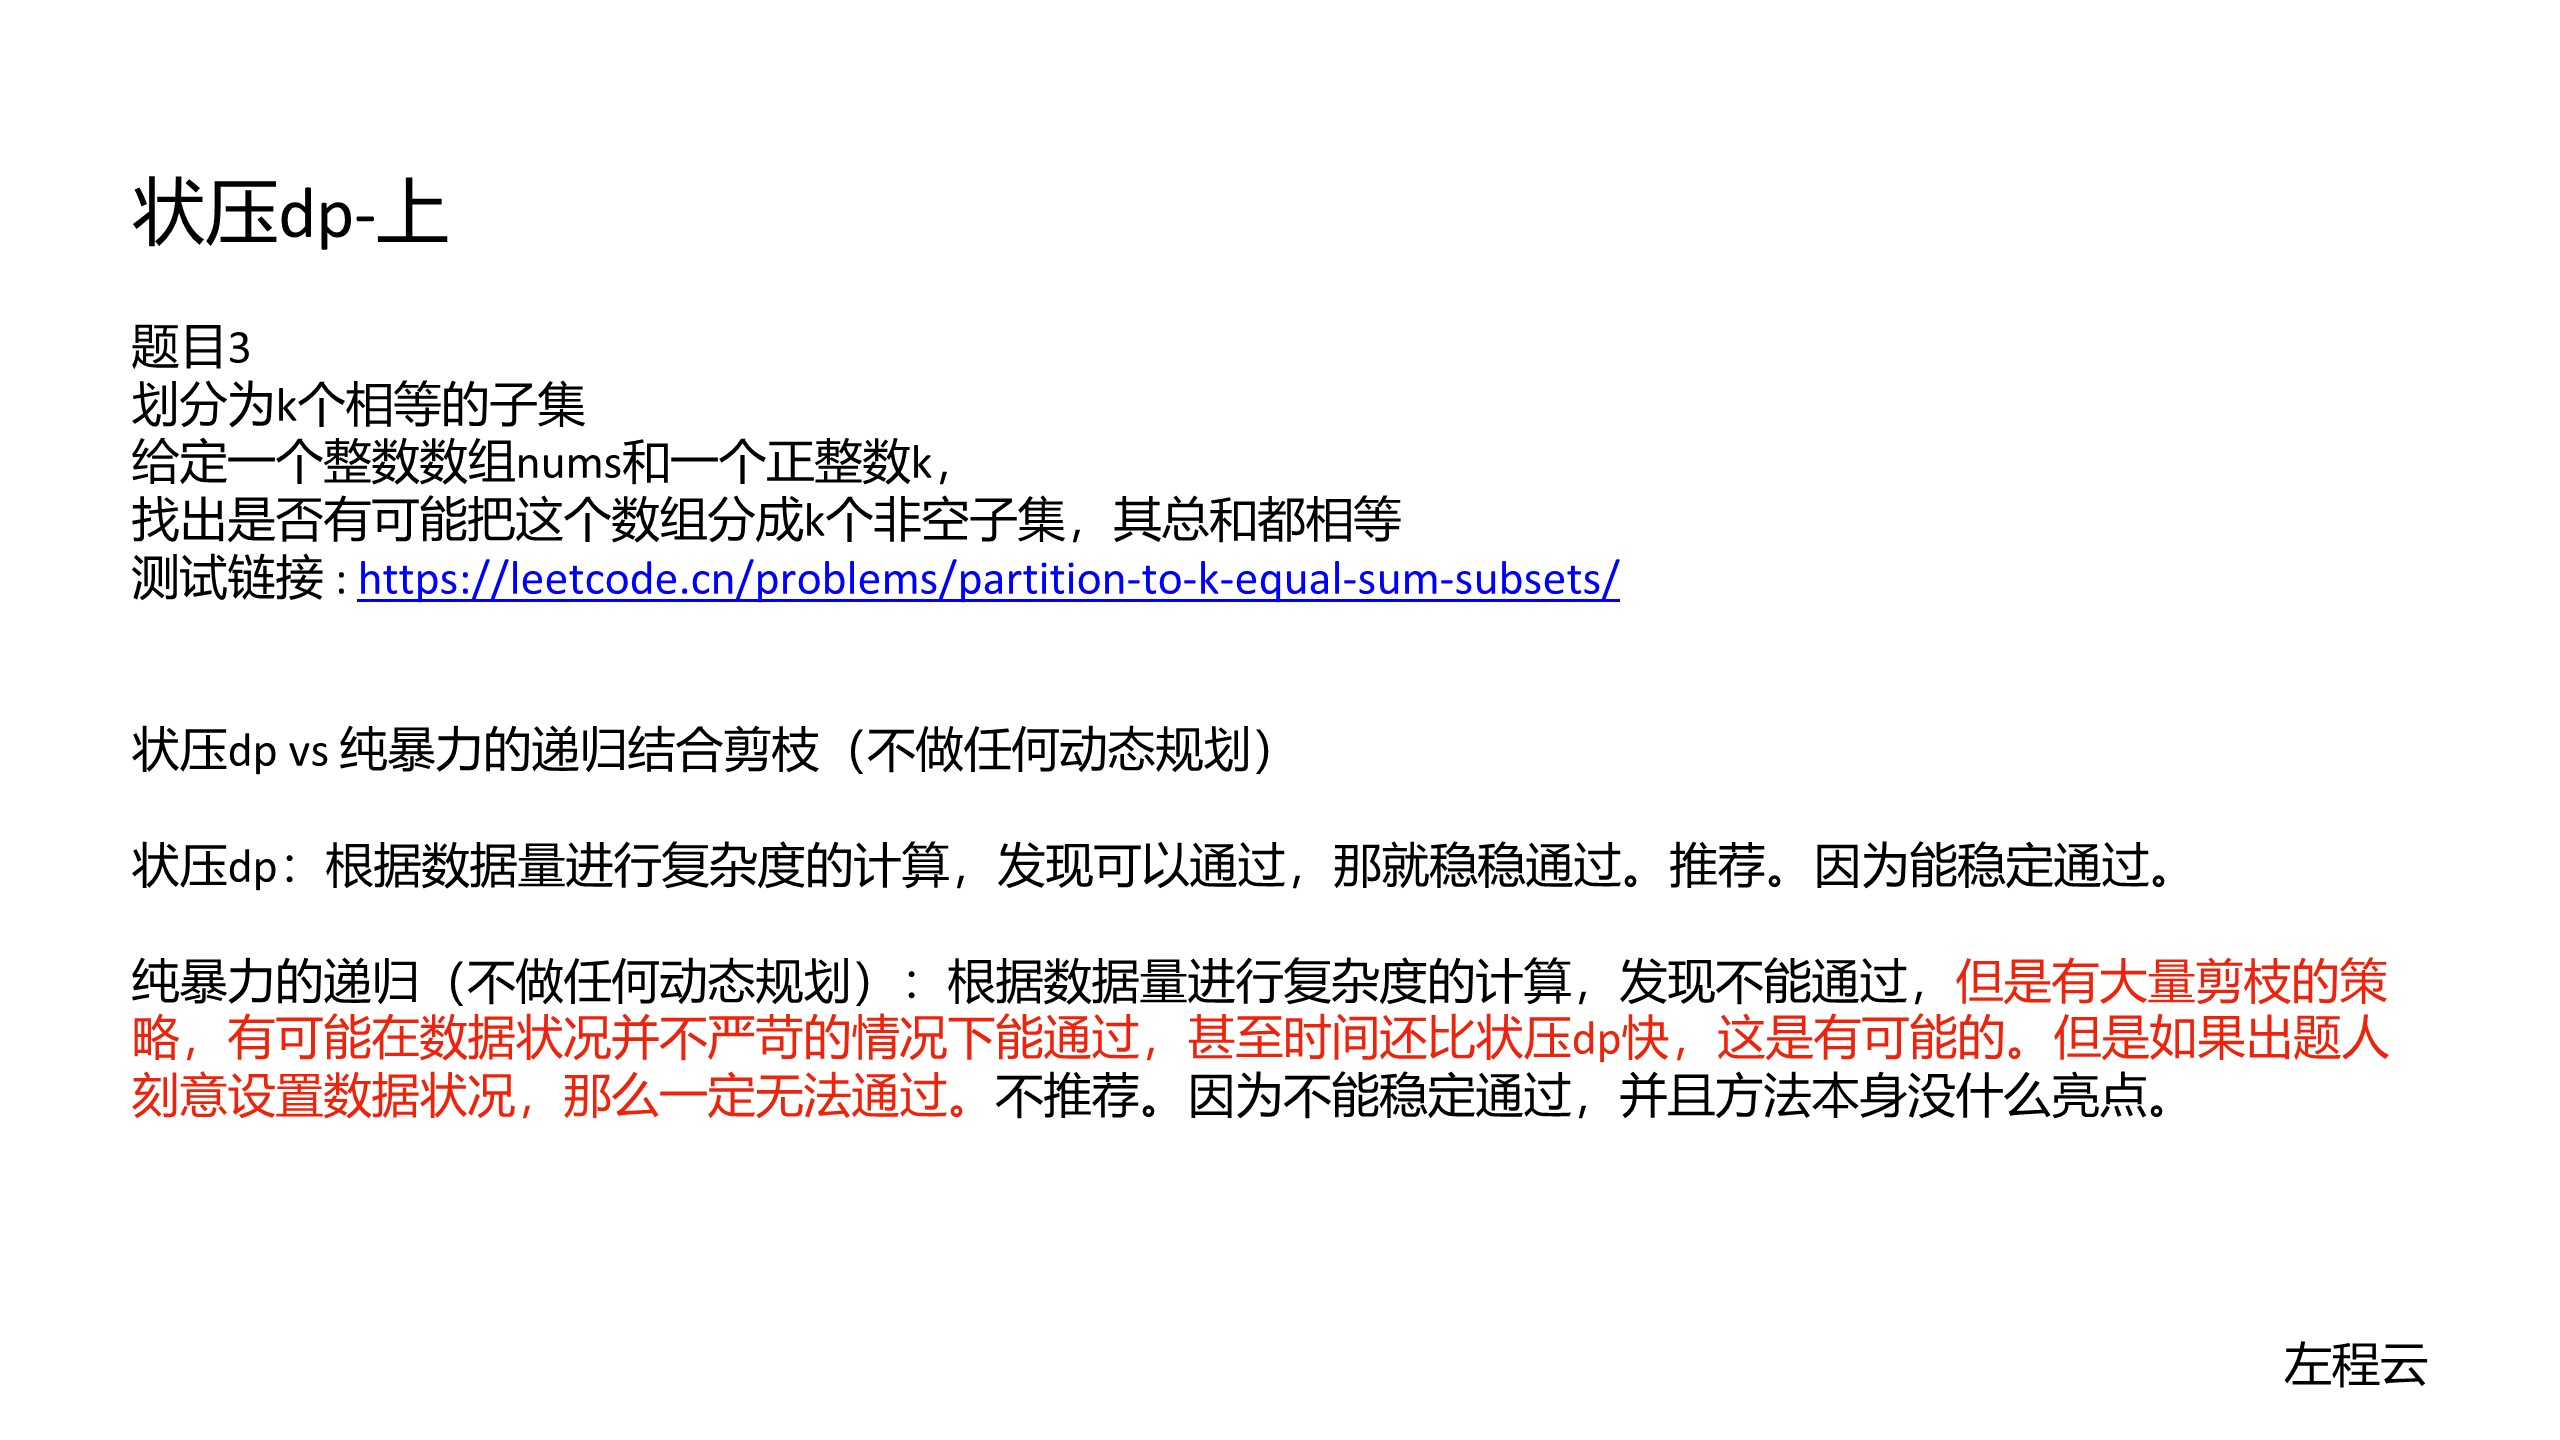 状压dp-上
题目3
划分为k个相等的子集
给定一个整数数组nums和一个正整数k，
找出是否有可能把这个数组分成k个非空子集，其总和都相等
测试链接 : https://leetcode.cn/problems/partition-to-k-equal-sum-subsets/
状压dp vs 纯暴力的递归结合剪枝（不做任何动态规划）
状压dp：根据数据量进行复杂度的计算，发现可以通过，那就稳稳通过。推荐。因为能稳定通过。
纯暴力的递归（不做任何动态规划）：根据数据量进行复杂度的计算，发现不能通过，但是有大量剪枝的策
略，有可能在数据状况并不严苛的情况下能通过，甚至时间还比状压dp快，这是有可能的。但是如果出题人
刻意设置数据状况，那么一定无法通过。不推荐。因为不能稳定通过，并且方法本身没什么亮点。
左程云